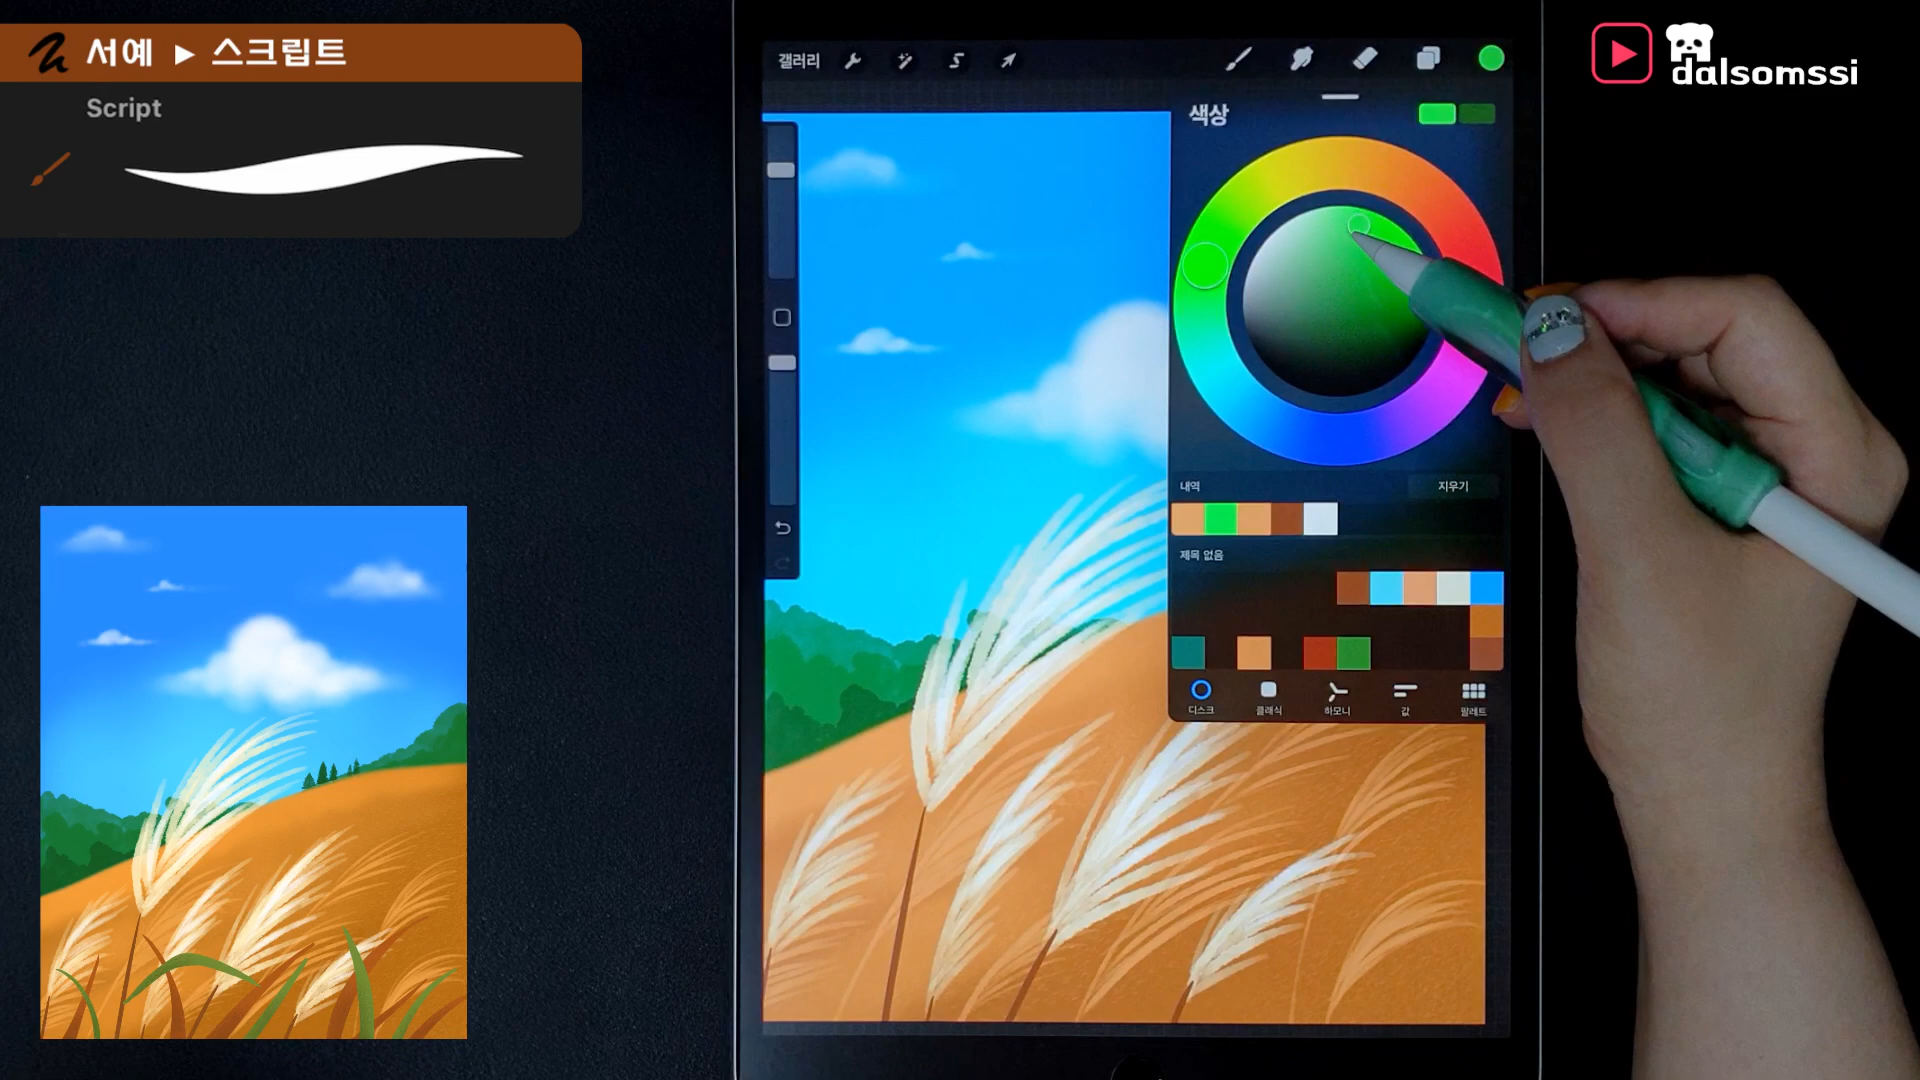 서예 ▶ 스크립트
Script
dalsomssi
갤러리
색상
내역 지우기
제목 없음
디스크 클래식 하모니 값 팔레트